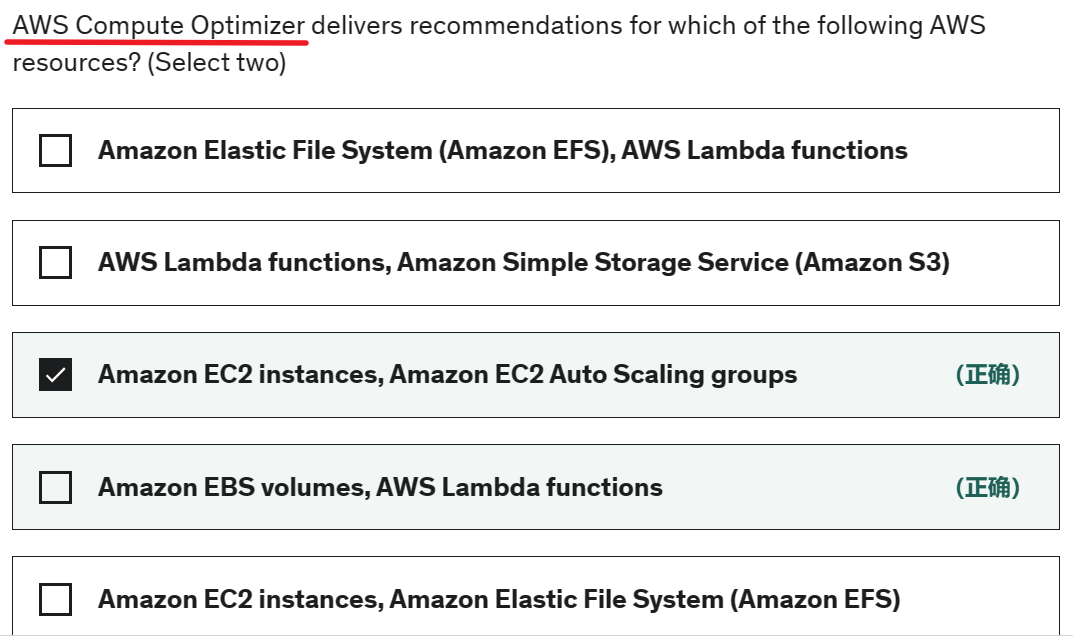 AWS Compute Optimizer delivers recommendations for which of the following AWS
resources? (Select two)
Amazon Elastic File System (Amazon EFS), AWS Lambda functions
AWS Lambda functions, Amazon Simple Storage Service (Amazon S3)
Amazon EC2 instances, Amazon EC2 Auto Scaling groups (正确)
Amazon EBS volumes, AWS Lambda functions (正确)
Amazon EC2 instances, Amazon Elastic File System (Amazon EFS)